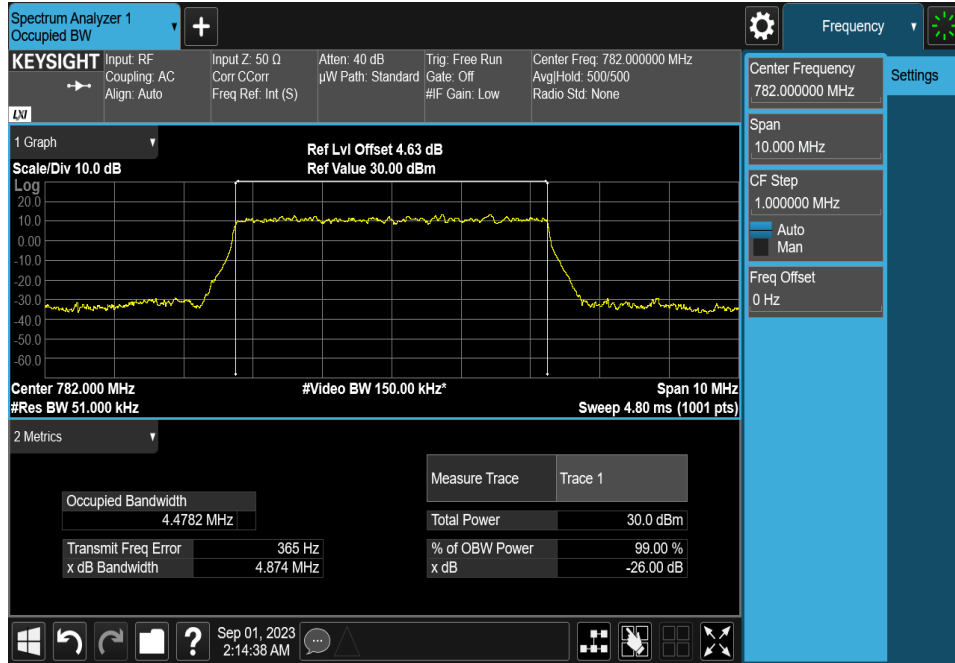 Spectrum Analyzer 1
Occupied BW
+
Frequency
KEYSIGHT
LXI
Input: RF
Coupling: AC
Align: Auto
Input Z: 50 Ω
Corr CCorr
Freq Ref: Int (S)
Atten: 40 dB
µW Path: Standard
Trig: Free Run
Gate: Off
#IF Gain: Low
Center Freq: 782.000000 MHz
Avg|Hold: 500/500
Radio Std: None
Center Frequency
782.000000 MHz
Settings
Span
10.000 MHz
CF Step
1.000000 MHz
Auto
Man
Freq Offset
0 Hz
1 Graph
Scale/Div 10.0 dB
Ref Lvl Offset 4.63 dB
Ref Value 30.00 dBm
Log
20.0
10.0
0.00
-10.0
-20.0
-30.0
-40.0
-50.0
-60.0
Center 782.000 MHz
#Video BW 150.00 kHz*
Span 10 MHz
#Res BW 51.000 kHz
Sweep 4.80 ms (1001 pts)
2 Metrics
Measure Trace Trace 1
Occupied Bandwidth
4.4782 MHz
Total Power 30.0 dBm
Transmit Freq Error 365 Hz
% of OBW Power 99.00 %
x dB Bandwidth 4.874 MHz
x dB -26.00 dB
?
Sep 01, 2023
2:14:38 AM